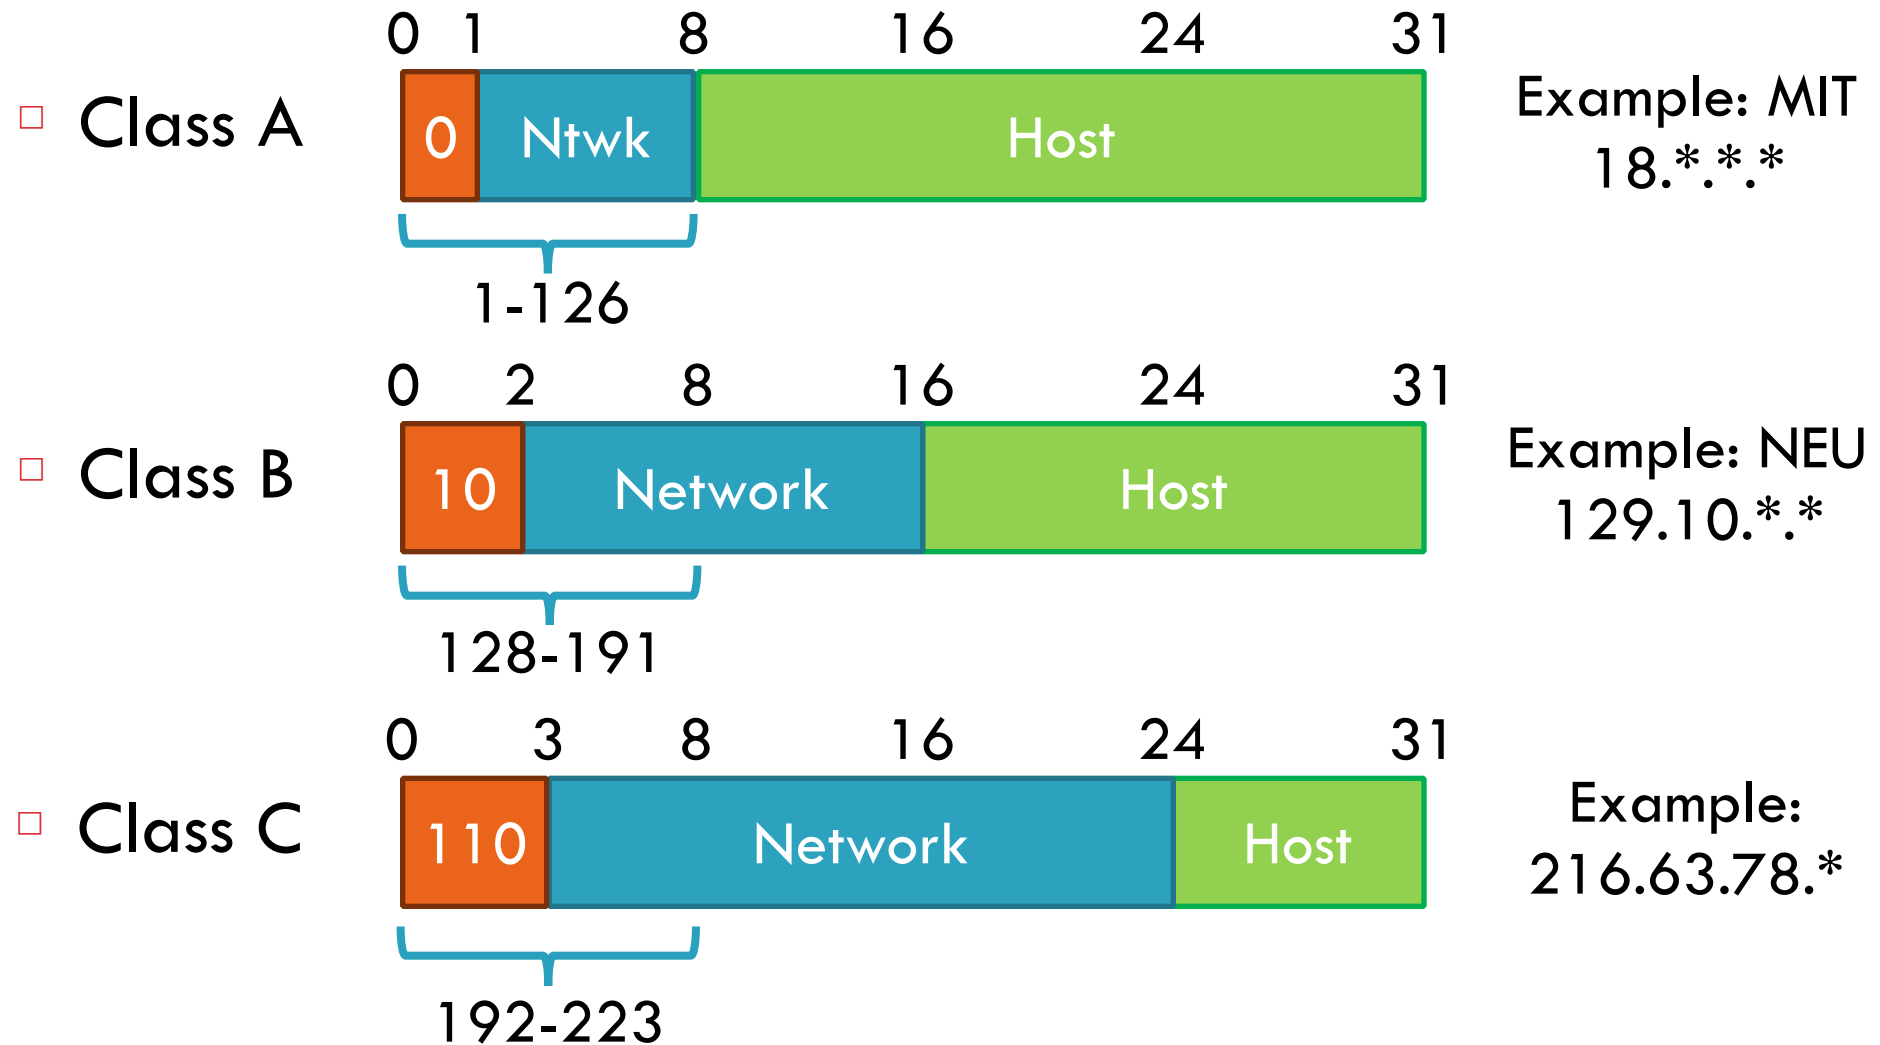 0 1 8 16 24 31
Class A
0 Ntwk Host
Example: MIT
18.*.*.*
1-126
0 2 8 16 24 31
Class B
10 Network Host
Example: NEU
129.10.*.*
128-191
0 3 8 16 24 31
Class C
110 Network Host
Example:
216.63.78.*
192-223